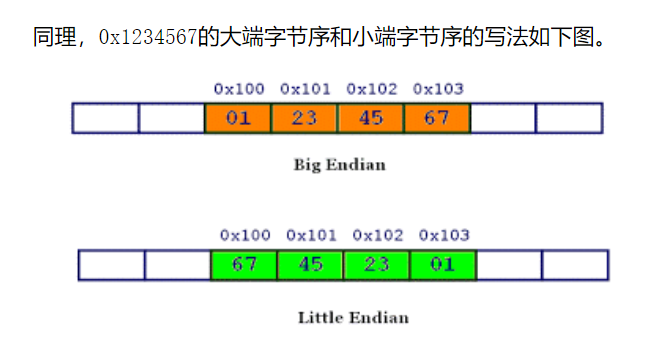 同理，0x1234567的大端字节序和小端字节序的写法如下图。
0x100 0x101 0x102 0x103
01 23 45 67
Big Endian
0x100 0x101 0x102 0x103
67 45 23 01
Little Endian